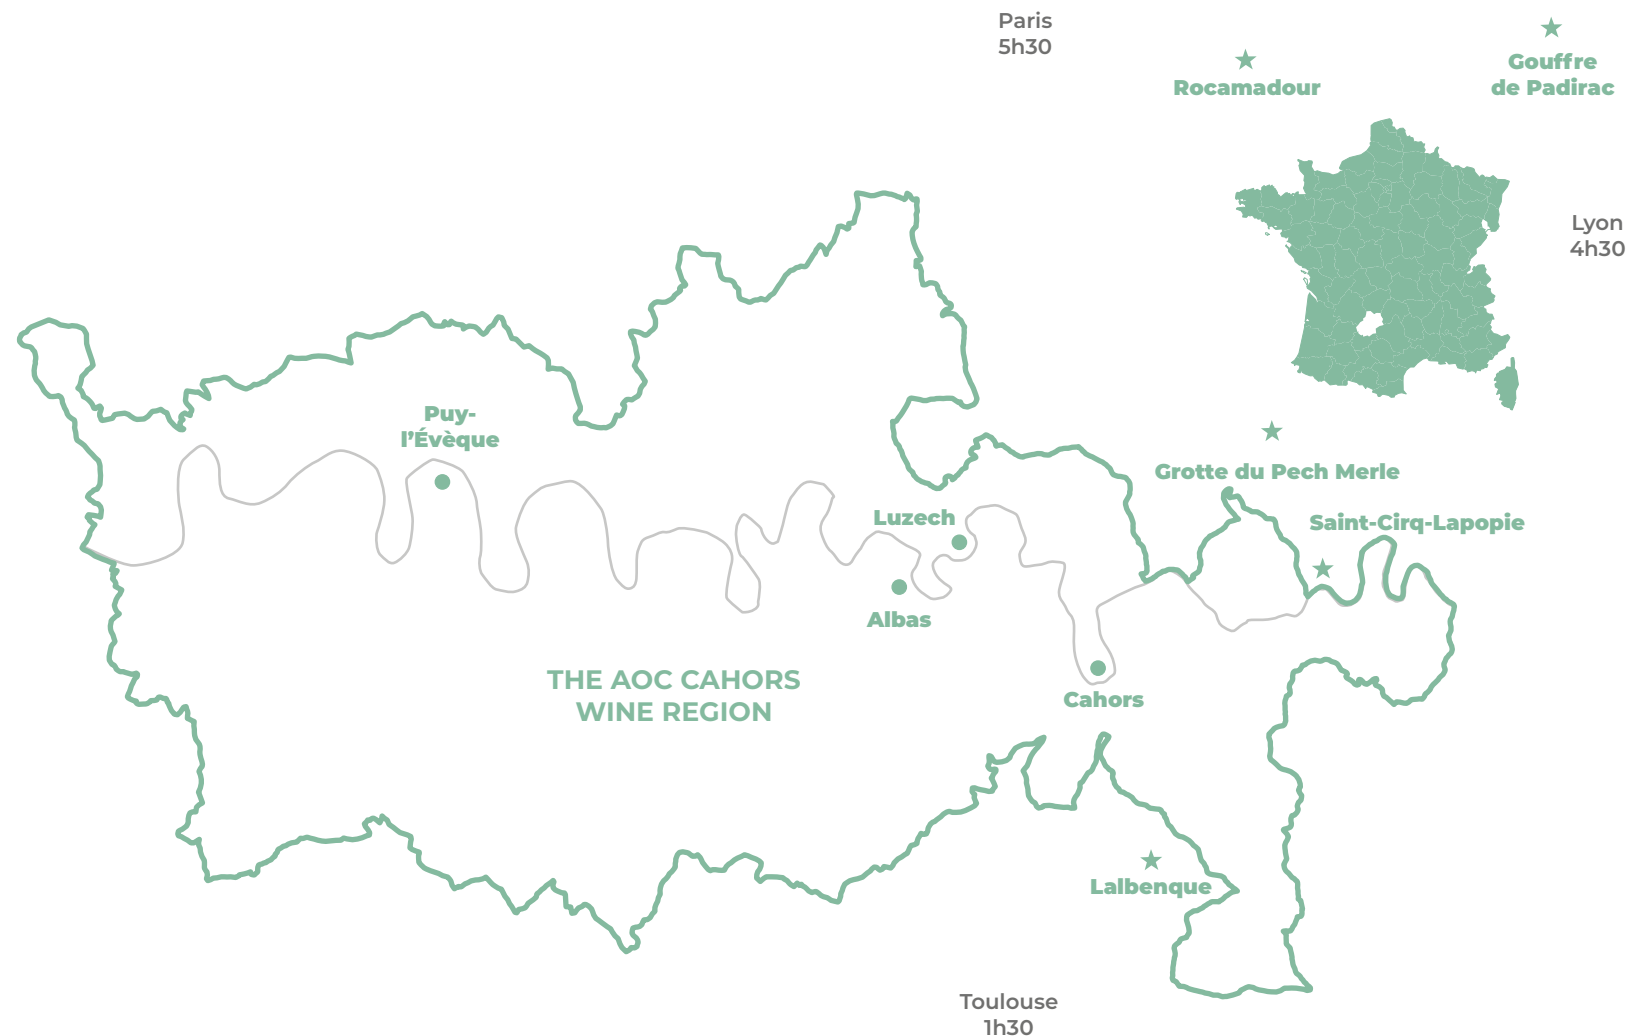 Paris
5h30
Rocamadour
Gouffre
de Padirac
Lyon
4h30
Puy-
l'Évèque
Grotte du Pech Merle
Luzech
Saint-Cirq-Lapopie
Albas
THE AOC CAHORS
WINE REGION
Cahors
Lalbenque
Toulouse
1h30